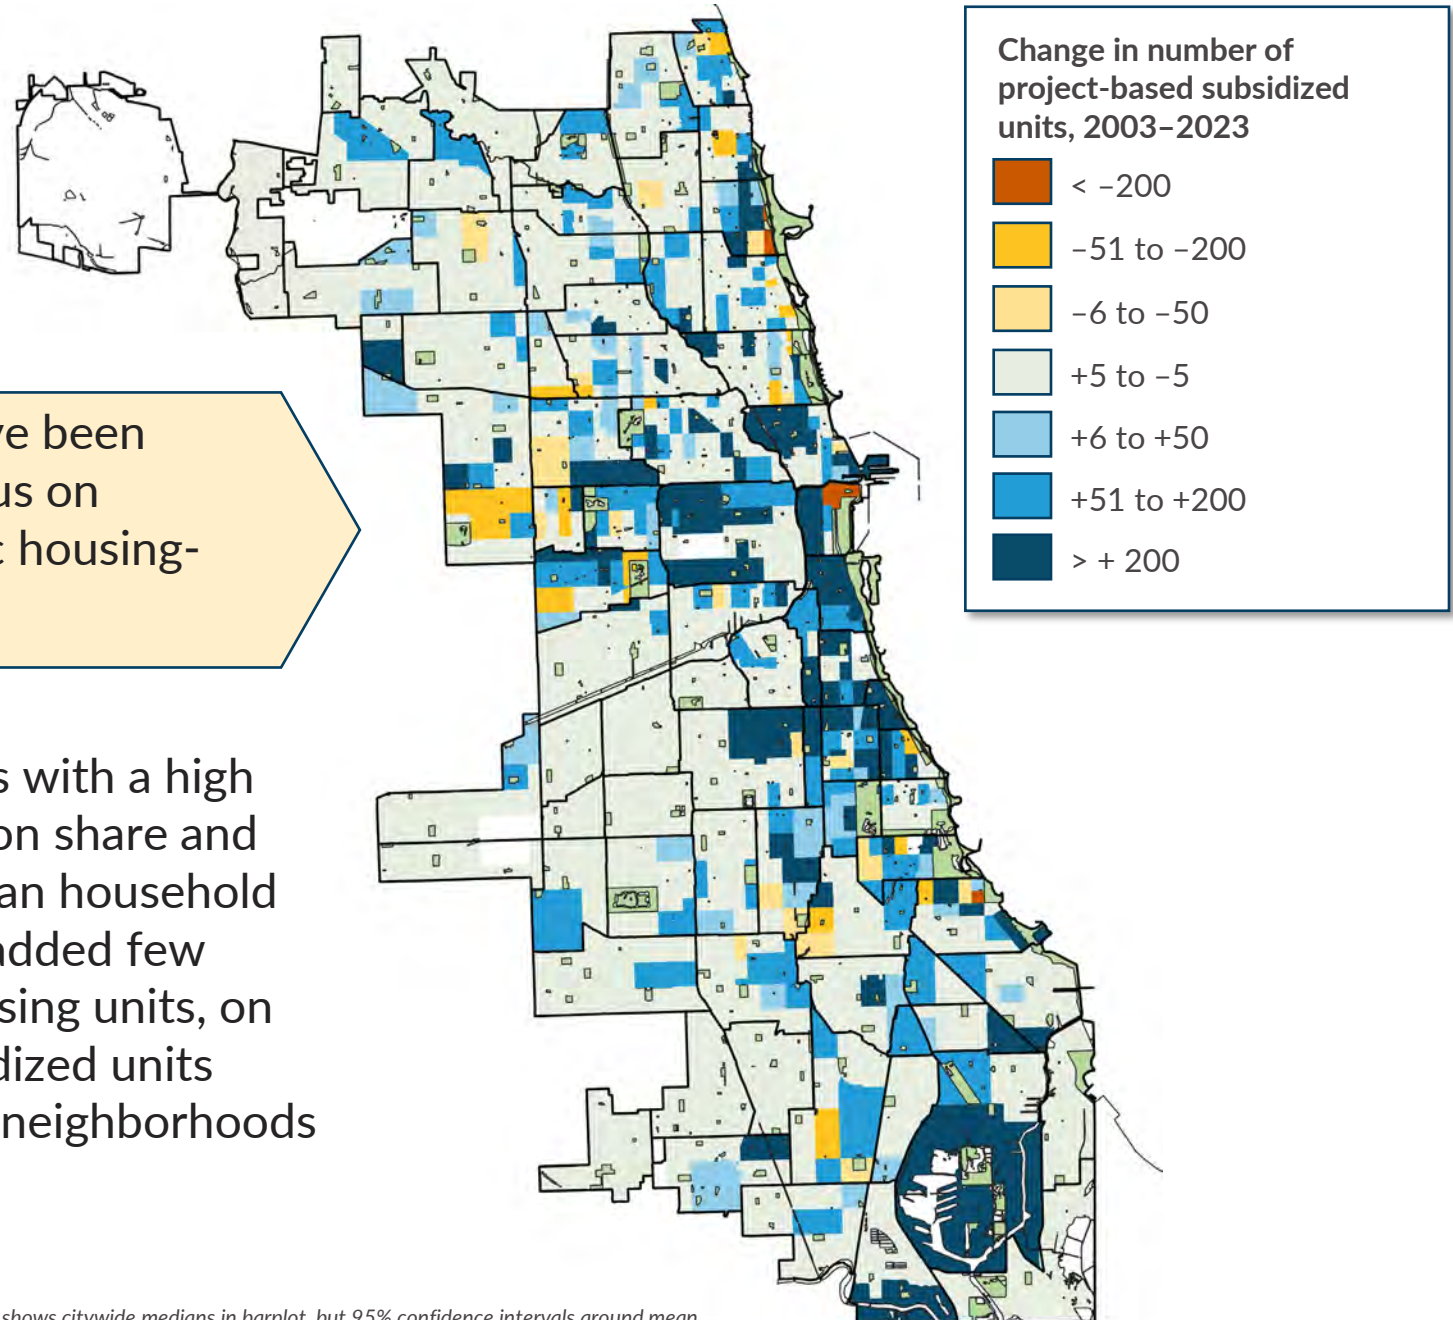 ve been
us on
c housing-
s with a high
on share and
an household
added few
sing units, on
dized units
neighborhoods
shows citywide medians in barplot, but 95% confidence intervals around mean
Change in number of
project-based subsidized
units, 2003–2023
< –200
–51 to –200
–6 to –50
+5 to –5
+6 to +50
+51 to +200
> + 200